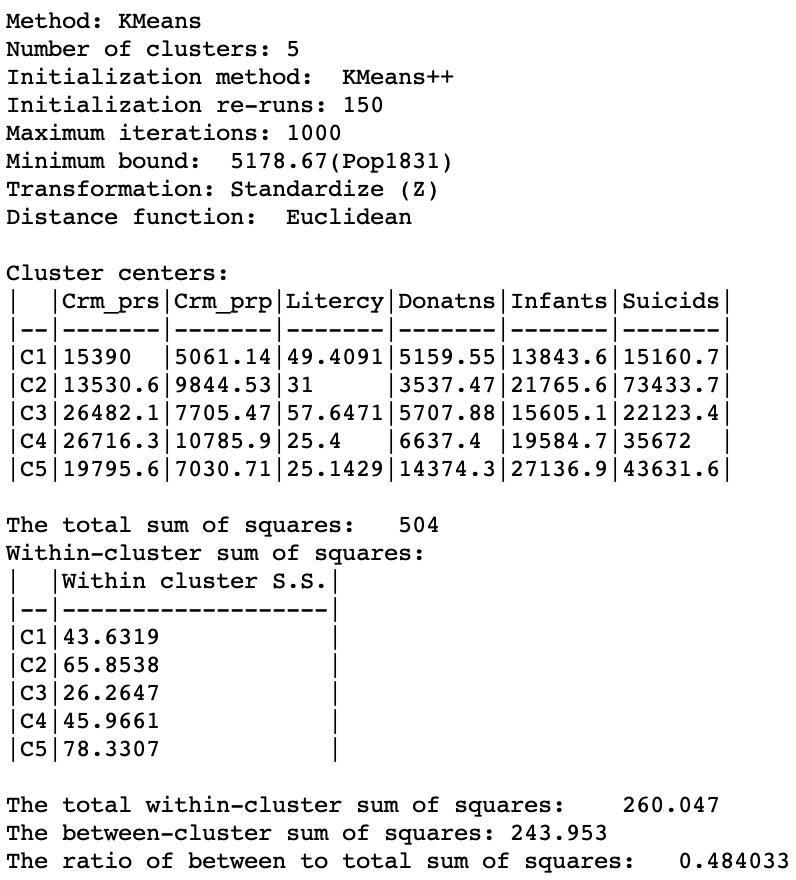 Method: KMeans
Number of clusters: 5
Initialization method:  KMeans++
Initialization re-runs: 150
Maximum iterations: 1000
Minimum bound:  5178.67(Pop1831)
Transformation: Standardize (Z)
Distance function:  Euclidean

Cluster centers:
|  |Crm_prs|Crm_prp|Litercy|Donatns|Infants|Suicids|
|--|-------|-------|-------|-------|-------|-------|
|C1|15390  |5061.14|49.4091|5159.55|13843.6|15160.7|
|C2|13530.6|9844.53|31     |3537.47|21765.6|73433.7|
|C3|26482.1|7705.47|57.6471|5707.88|15605.1|22123.4|
|C4|26716.3|10785.9|25.4   |6637.4 |19584.7|35672  |
|C5|19795.6|7030.71|25.1429|14374.3|27136.9|43631.6|

The total sum of squares:   504
Within-cluster sum of squares:
|  |Within cluster S.S.|
|--|-------------------|
|C1|43.6319            |
|C2|65.8538            |
|C3|26.2647            |
|C4|45.9661            |
|C5|78.3307            |

The total within-cluster sum of squares:    260.047
The between-cluster sum of squares: 243.953
The ratio of between to total sum of squares:   0.484033